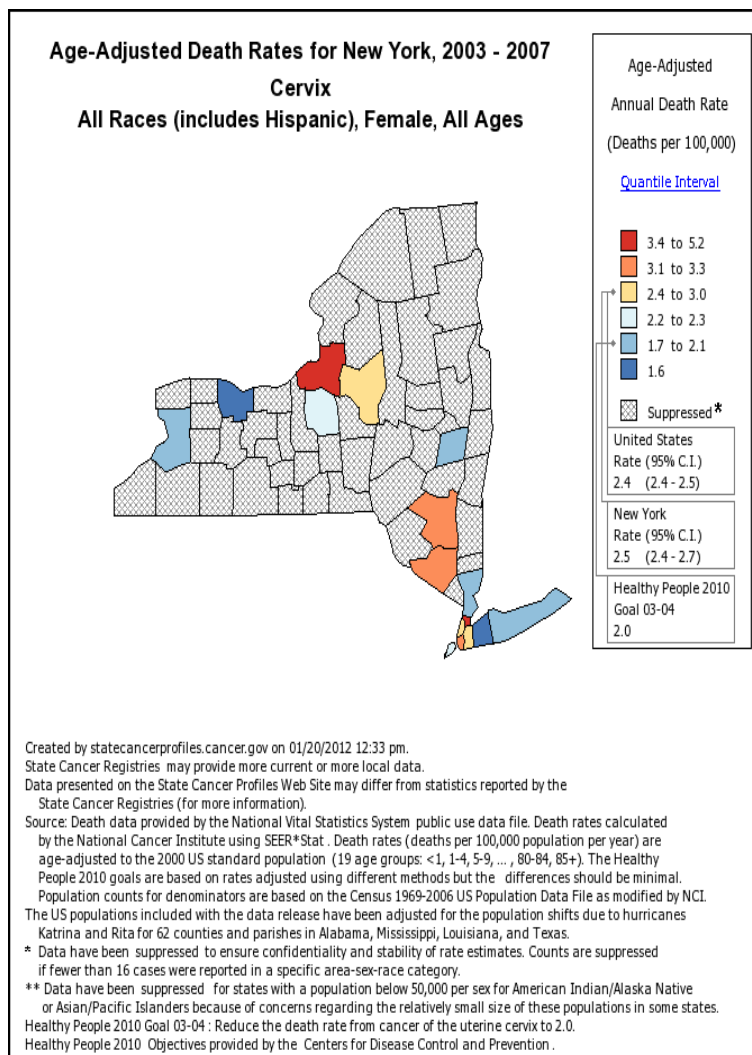 Age-Adjusted Death Rates for New York, 2003 - 2007
Cervix
All Races (includes Hispanic), Female, All Ages
Age-Adjusted
Annual Death Rate
(Deaths per 100,000)
Quantile Interval
3.4 to 5.2
3.1 to 3.3
2.4 to 3.0
2.2 to 2.3
1.7 to 2.1
1.6
Suppressed*
United States
Rate (95% C.I.)
2.4 (2.4 - 2.5)
New York
Rate (95% C.I.)
2.5 (2.4 - 2.7)
Healthy People 2010
Goal 03-04
2.0
Created by statecancerprofiles.cancer.gov on 01/20/2012 12:33 pm.
State Cancer Registries may provide more current or more local data.
Data presented on the State Cancer Profiles Web Site may differ from statistics reported by the
State Cancer Registries (for more information).
Source: Death data provided by the National Vital Statistics System public use data file. Death rates calculated
by the National Cancer Institute using SEER*Stat . Death rates (deaths per 100,000 population per year) are
age-adjusted to the 2000 US standard population (19 age groups: <1, 1-4, 5-9, ... , 80-84, 85+). The Healthy
People 2010 goals are based on rates adjusted using different methods but the differences should be minimal.
Population counts for denominators are based on the Census 1969-2006 US Population Data File as modified by NCI.
The US populations included with the data release have been adjusted for the population shifts due to hurricanes
Katrina and Rita for 62 counties and parishes in Alabama, Mississippi, Louisiana, and Texas.
* Data have been suppressed to ensure confidentiality and stability of rate estimates. Counts are suppressed
if fewer than 16 cases were reported in a specific area-sex-race category.
** Data have been suppressed for states with a population below 50,000 per sex for American Indian/Alaska Native
or Asian/Pacific Islanders because of concerns regarding the relatively small size of these populations in some states.
Healthy People 2010 Goal 03-04 : Reduce the death rate from cancer of the uterine cervix to 2.0.
Healthy People 2010 Objectives provided by the Centers for Disease Control and Prevention .